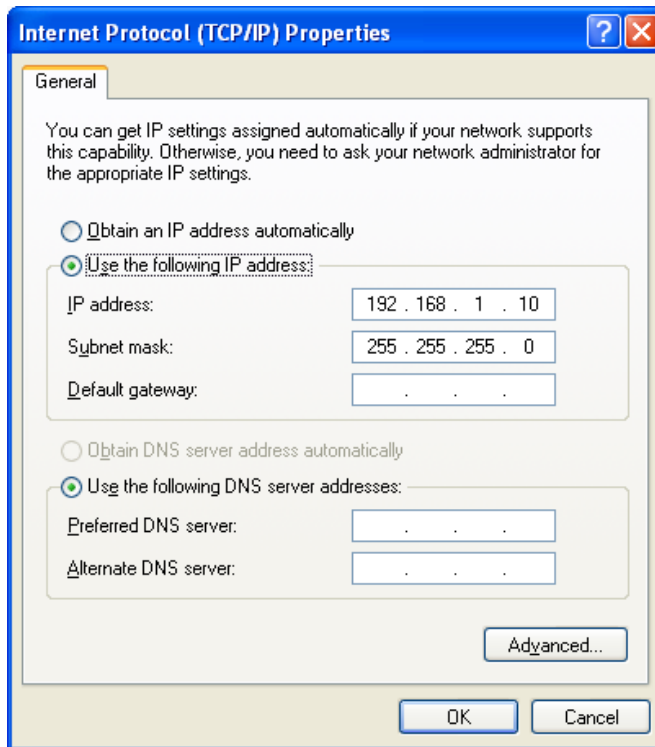 Internet Protocol (TCP/IP) Properties
General
You can get IP settings assigned automatically if your network supports
this capability. Otherwise, you need to ask your network administrator for
the appropriate IP settings.
Obtain an IP address automatically
Use the following IP address:
IP address: 192 . 168 . 1 . 10
Subnet mask: 255 . 255 . 255 . 0
Default gateway: . . .
Obtain DNS server address automatically
Use the following DNS server addresses:
Preferred DNS server: . . .
Alternate DNS server: . . .
Advanced...
OK Cancel